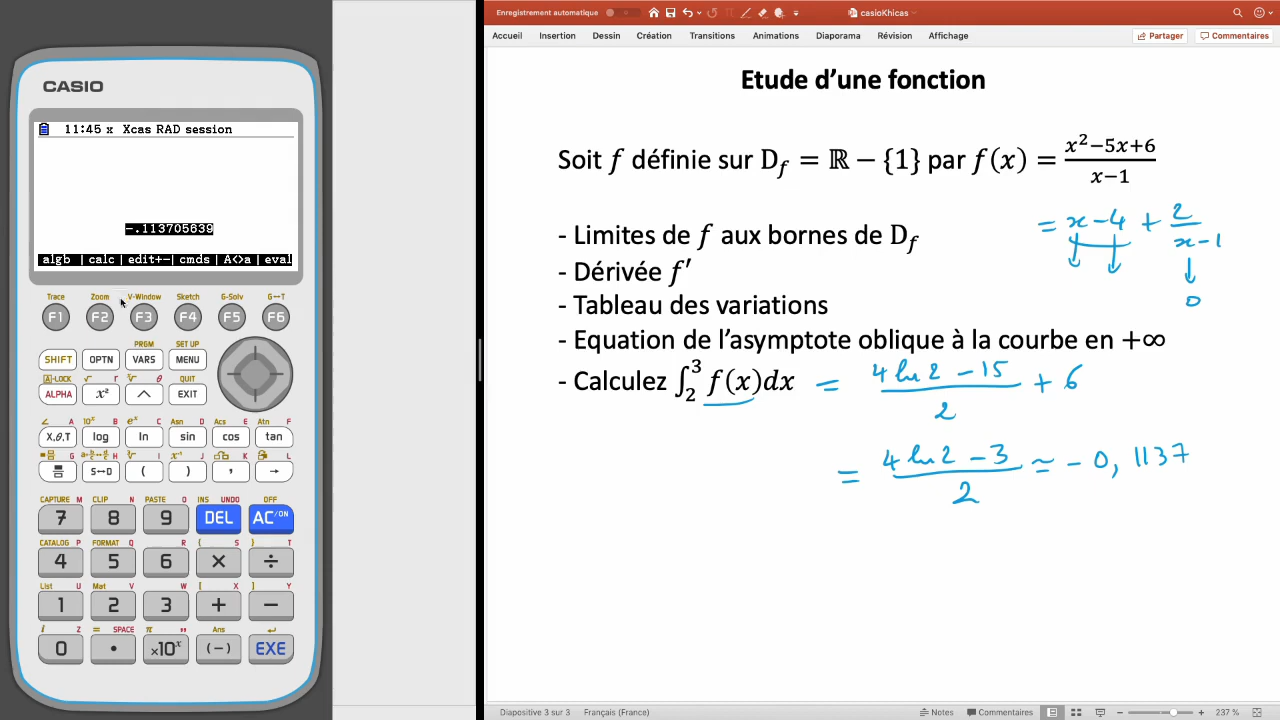 CASIO
11:45 x Xcas RAD session
-.113705639
algb calc edit+- cmds A<>a eval
Trace Zoom V-Window Sketch G-Solv G↔T
F1 F2 F3 F4 F5 F6
PRGM SET UP
SHIFT OPTN VARS MENU
A-LOCK √ r θ QUIT
ALPHA x² ^ EXIT
∠ A 10ˣ B eˣ C Asn D Acs E Atn F
X,θ,T log ln sin cos tan
G H I x⁻¹ J K L
S↔D ( ) , →
CAPTURE M CLIP N PASTE O INS UNDO OFF
7 8 9 DEL AC/ON
CATALOG P FORMAT Q R { S } T
4 5 6 × ÷
List U Mat V W [ X ] Y
1 2 3 + −
i Z = SPACE π " Ans ↵
0 • ×10ˣ (−) EXE
Enregistrement automatique casioKhicas
Accueil Insertion Dessin Création Transitions Animations Diaporama Révision Affichage Partager Commentaires
Etude d’une fonction
Soit f définie sur D_f = ℝ − {1} par f(x) = (x²−5x+6)/(x−1)
= x − 4 + 2/(x−1)
- Limites de f aux bornes de D_f
- Dérivée f′
0
- Tableau des variations
- Equation de l’asymptote oblique à la courbe en +∞
- Calculez ∫₂³ f(x)dx = (4 ln 2 − 15)/2 + 6
= (4 ln 2 − 3)/2 ≃ − 0, 1137
Diapositive 3 sur 3 Français (France) Notes Commentaires 237 %